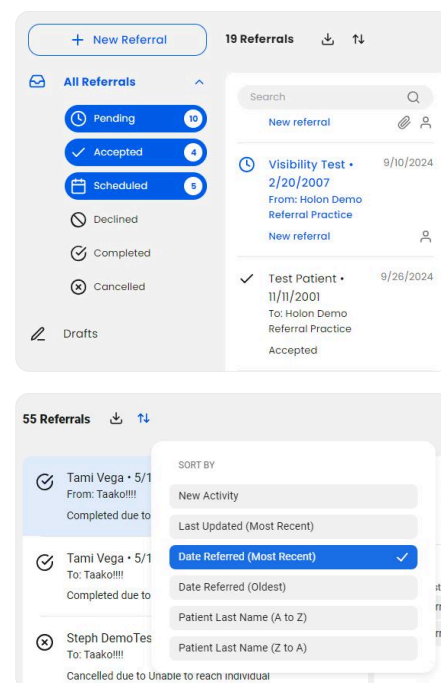 + New Referral
19 Referrals
All Referrals
Pending 10
Accepted 4
Scheduled 5
Declined
Completed
Cancelled
Drafts
Search
New referral
Visibility Test • 9/10/2024
2/20/2007
From: Holon Demo
Referral Practice
New referral
Test Patient • 9/26/2024
11/11/2001
To: Holon Demo
Referral Practice
Accepted
55 Referrals
Tami Vega • 5/1
From: Taako!!!!
Completed due to
Tami Vega • 5/1
To: Taako!!!!
Completed due to
Steph DemoTes
To: Taako!!!!
Cancelled due to Unable to reach individual
SORT BY
New Activity
Last Updated (Most Recent)
Date Referred (Most Recent)
Date Referred (Oldest)
Patient Last Name (A to Z)
Patient Last Name (Z to A)